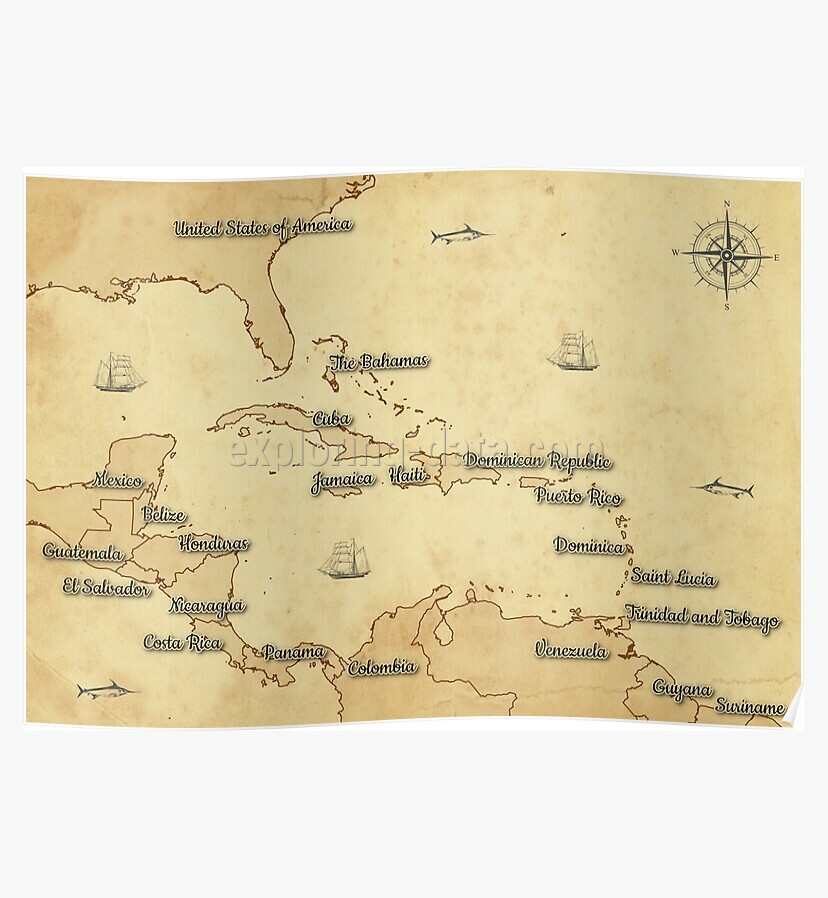 United States of America
N
W
E
S
The Bahamas
Cuba
exploring-data.com
Dominican Republic
Mexico
Jamaica
Haiti
Puerto Rico
Belize
Guatemala
Honduras
Dominica
El Salvador
Saint Lucia
Nicaragua
Trinidad and Tobago
Costa Rica
Panama
Venezuela
Colombia
Guyana
Suriname